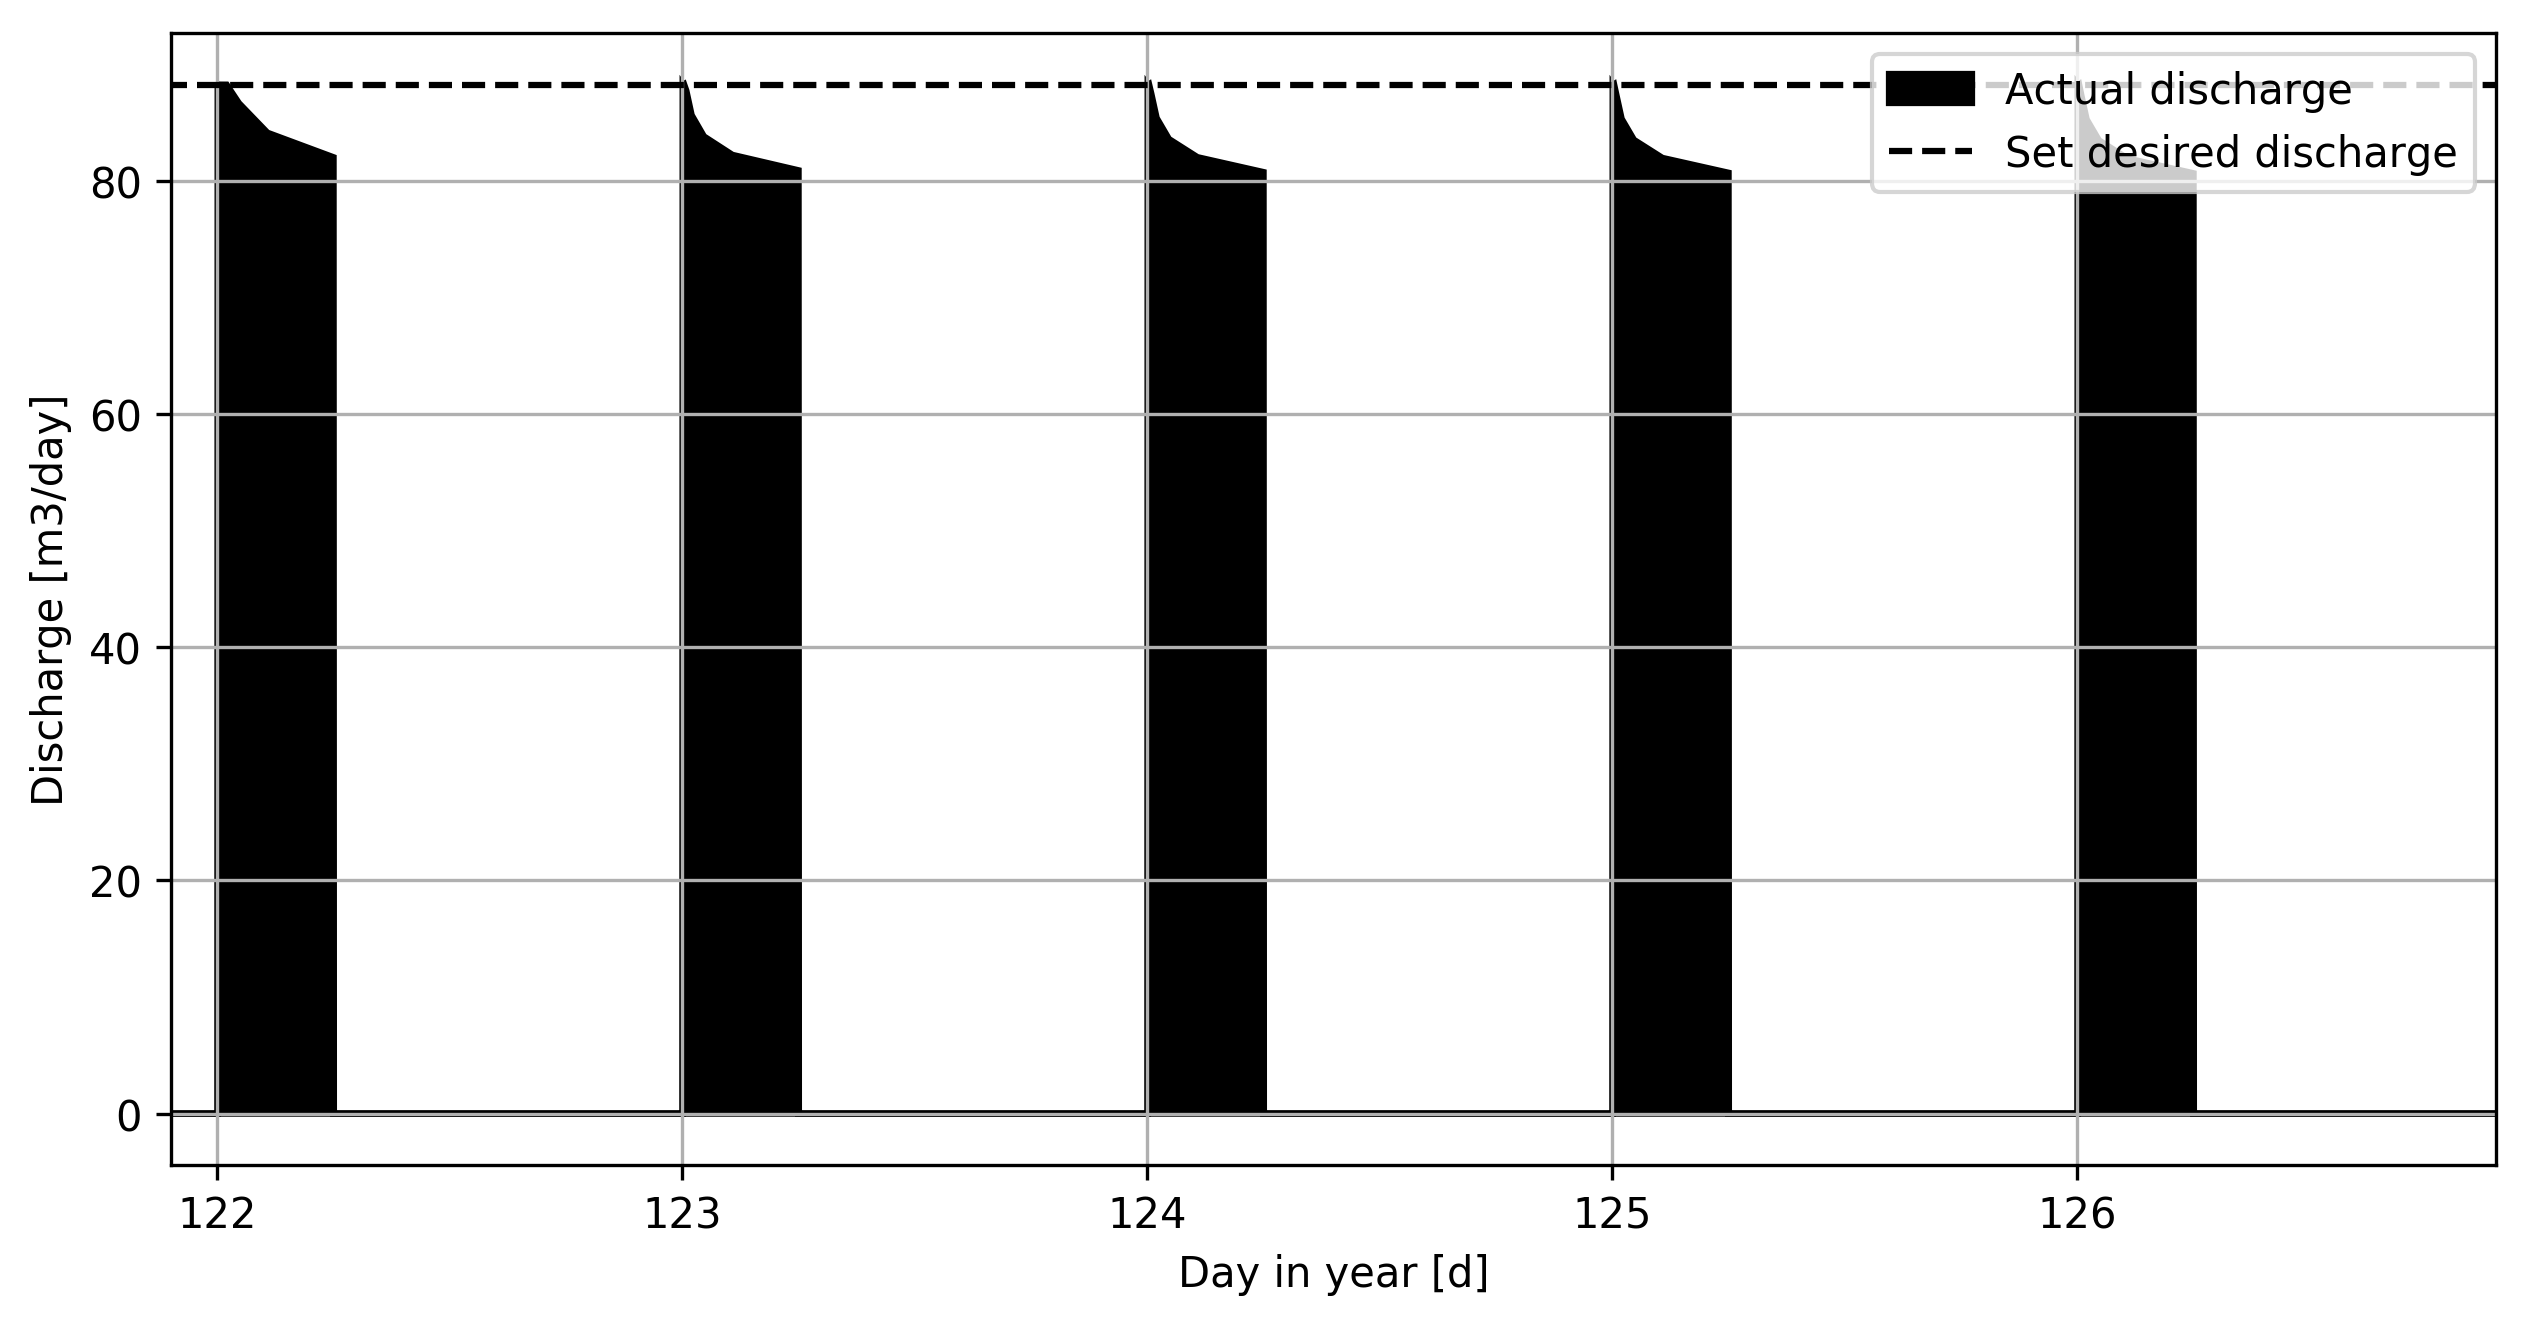 Actual discharge
Set desired discharge
Discharge [m3/day]
80
60
40
20
0
122 123 124 125 126
Day in year [d]